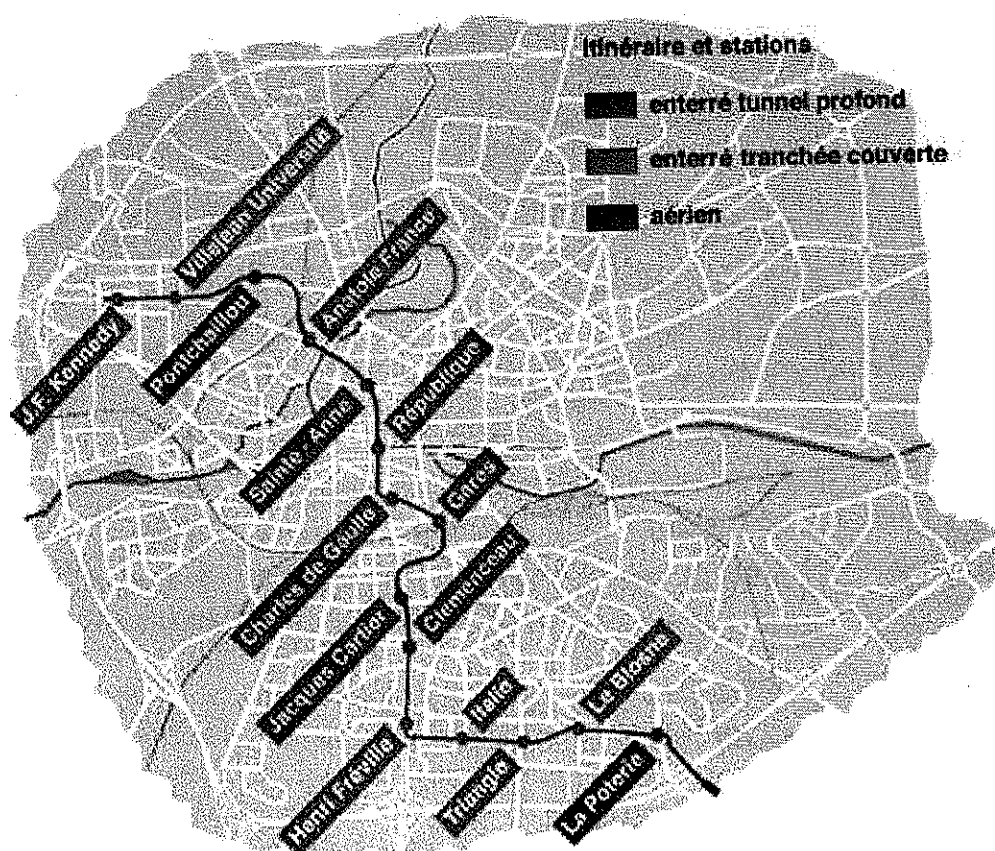 Itinéraire et stations
enterré tunnel profond
enterré tranchée couverte
aérien
Villejean Université
Anatole France
J.F. Kennedy
Pontchaillou
République
Sainte-Anne
Gares
Charles de Gaulle
Clémenceau
Jacques Cartier
Italie
Le Blosne
Henri Fréville
Triangle
La Poterie